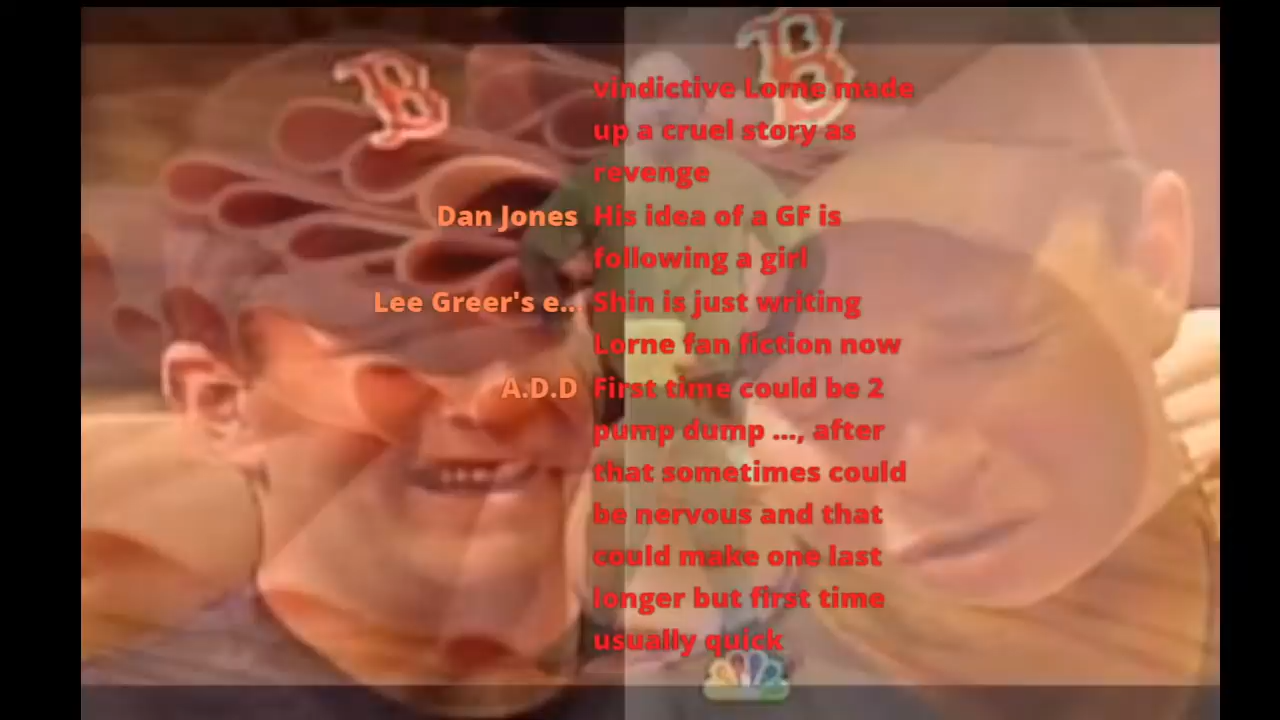 B
B
vindictive Lorne made
up a cruel story as
revenge
Dan Jones His idea of a GF is
following a girl
Lee Greer's e... Shin is just writing
Lorne fan fiction now
A.D.D First time could be 2
pump dump ..., after
that sometimes could
be nervous and that
could make one last
longer but first time
usually quick